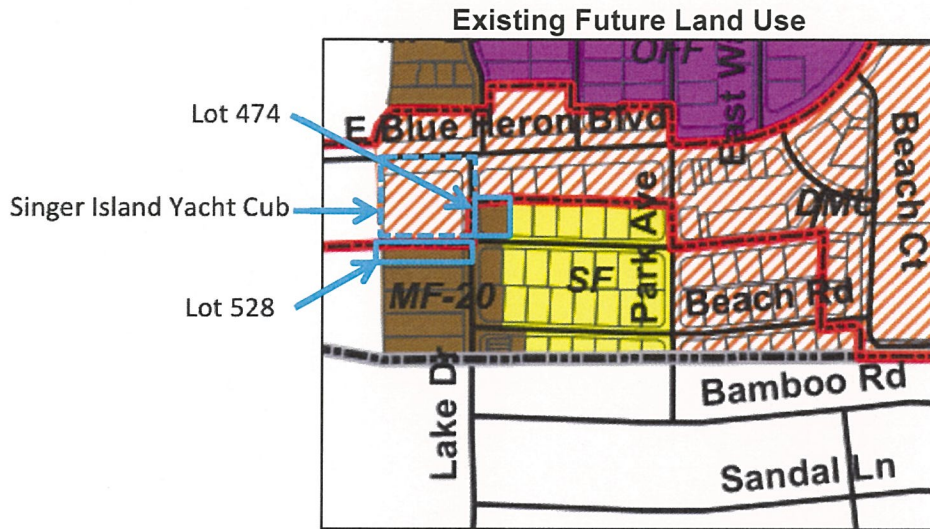 Existing Future Land Use
OFF
Lot 474
E Blue Heron Blvd
Beach Ct
Singer Island Yacht Cub
DMU
Park Ave
SF
MF-20
Beach Rd
Lot 528
Lake Dr
Bamboo Rd
Sandal Ln